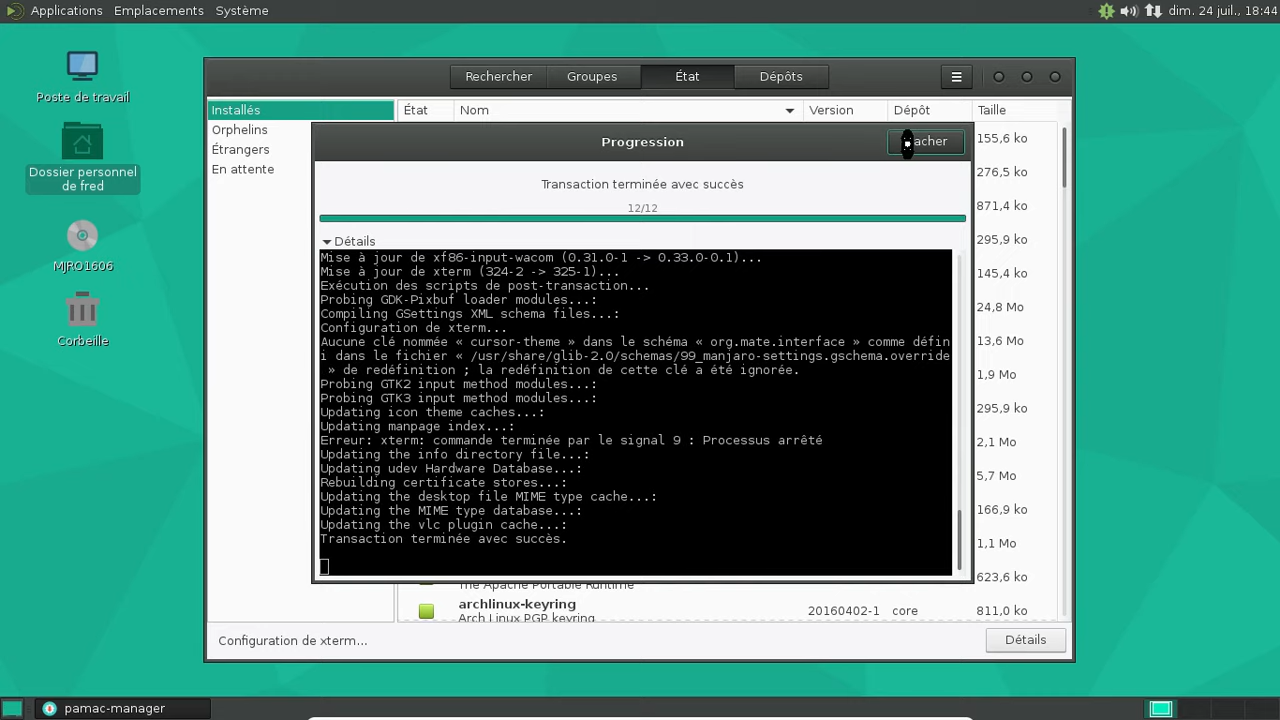 Applications Emplacements Système
dim. 24 juil., 18:44
Poste de travail
Dossier personnel
de fred
MJRO1606
Corbeille
Rechercher Groupes État Dépôts
Installés
Orphelins
Étrangers
En attente
État Nom Version Dépôt Taille
Progression
Transaction terminée avec succès
12/12
Détails
Mise à jour de xf86-input-wacom (0.31.0-1 -> 0.33.0-0.1)...
Mise à jour de xterm (324-2 -> 325-1)...
Exécution des scripts de post-transaction...
Probing GDK-Pixbuf loader modules...:
Compiling GSettings XML schema files...:
Configuration de xterm...
Aucune clé nommée « cursor-theme » dans le schéma « org.mate.interface » comme défin
i dans le fichier « /usr/share/glib-2.0/schemas/99_manjaro-settings.gschema.override
» de redéfinition ; la redéfinition de cette clé a été ignorée.
Probing GTK2 input method modules...:
Probing GTK3 input method modules...:
Updating icon theme caches...:
Updating manpage index...:
Erreur: xterm: commande terminée par le signal 9 : Processus arrêté
Updating the info directory file...:
Updating udev Hardware Database...:
Rebuilding certificate stores...:
Updating the desktop file MIME type cache...:
Updating the MIME type database...:
Updating the vlc plugin cache...:
Transaction terminée avec succès.
155,6 ko
276,5 ko
871,4 ko
295,9 ko
145,4 ko
24,8 Mo
13,6 Mo
1,9 Mo
295,9 ko
2,1 Mo
5,7 Mo
166,9 ko
1,1 Mo
623,6 ko
The Apache Portable Runtime
archlinux-keyring 20160402-1 core 811,0 ko
Arch Linux PGP keyring
Configuration de xterm...
Détails
pamac-manager